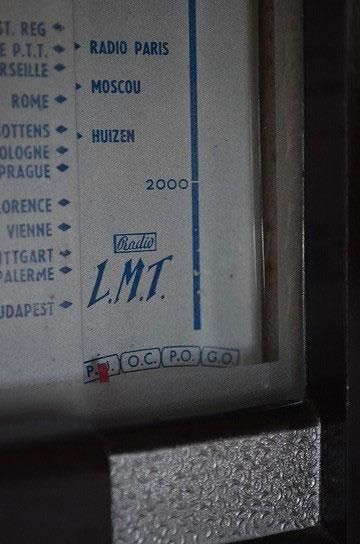 ST. REG
E P.T.T.
RSEILLE
ROME
OTTENS
OLOGNE
PRAGUE
LORENCE
VIENNE
UTTGART
PALERME
UDAPEST
RADIO PARIS
MOSCOU
HUIZEN
2000
Radio
L.M.T.
O.C. P.O. G.O.